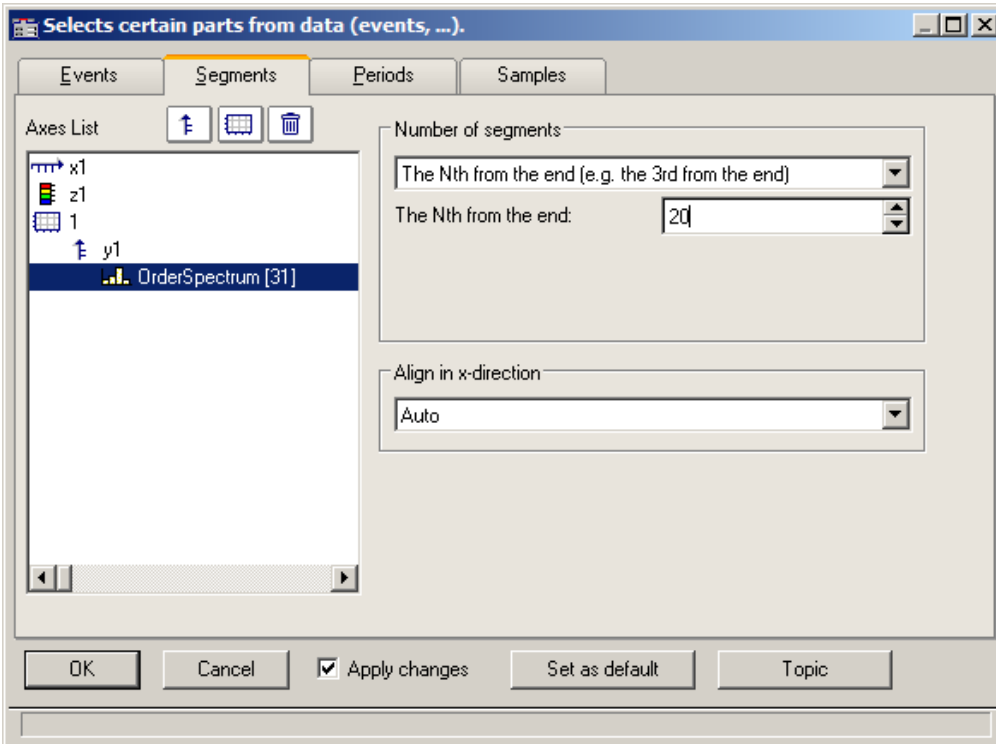 Selects certain parts from data (events, ...).
Events Segments Periods Samples
Axes List
Number of segments
x1
The Nth from the end (e.g. the 3rd from the end)
z1
1
The Nth from the end: 20
y1
OrderSpectrum [31]
Align in x-direction
Auto
OK Cancel Apply changes Set as default Topic